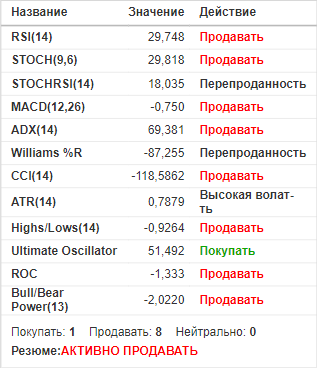 Название Значение Действие
RSI(14) 29,748 Продавать
STOCH(9,6) 29,818 Продавать
STOCHRSI(14) 18,035 Перепроданность
MACD(12,26) -0,750 Продавать
ADX(14) 69,381 Продавать
Williams %R -87,255 Перепроданность
CCI(14) -118,5862 Продавать
ATR(14) 0,7879 Высокая волат-
ть
Highs/Lows(14) -0,9264 Продавать
Ultimate Oscillator 51,492 Покупать
ROC -1,333 Продавать
Bull/Bear
Power(13) -2,0220 Продавать
Покупать: 1 Продавать: 8 Нейтрально: 0
Резюме:АКТИВНО ПРОДАВАТЬ